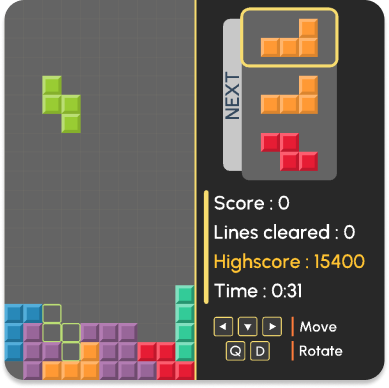 NEXT
Score : 0
Lines cleared : 0
Highscore : 15400
Time : 0:31
◄ ▼ ► | Move
Q D | Rotate